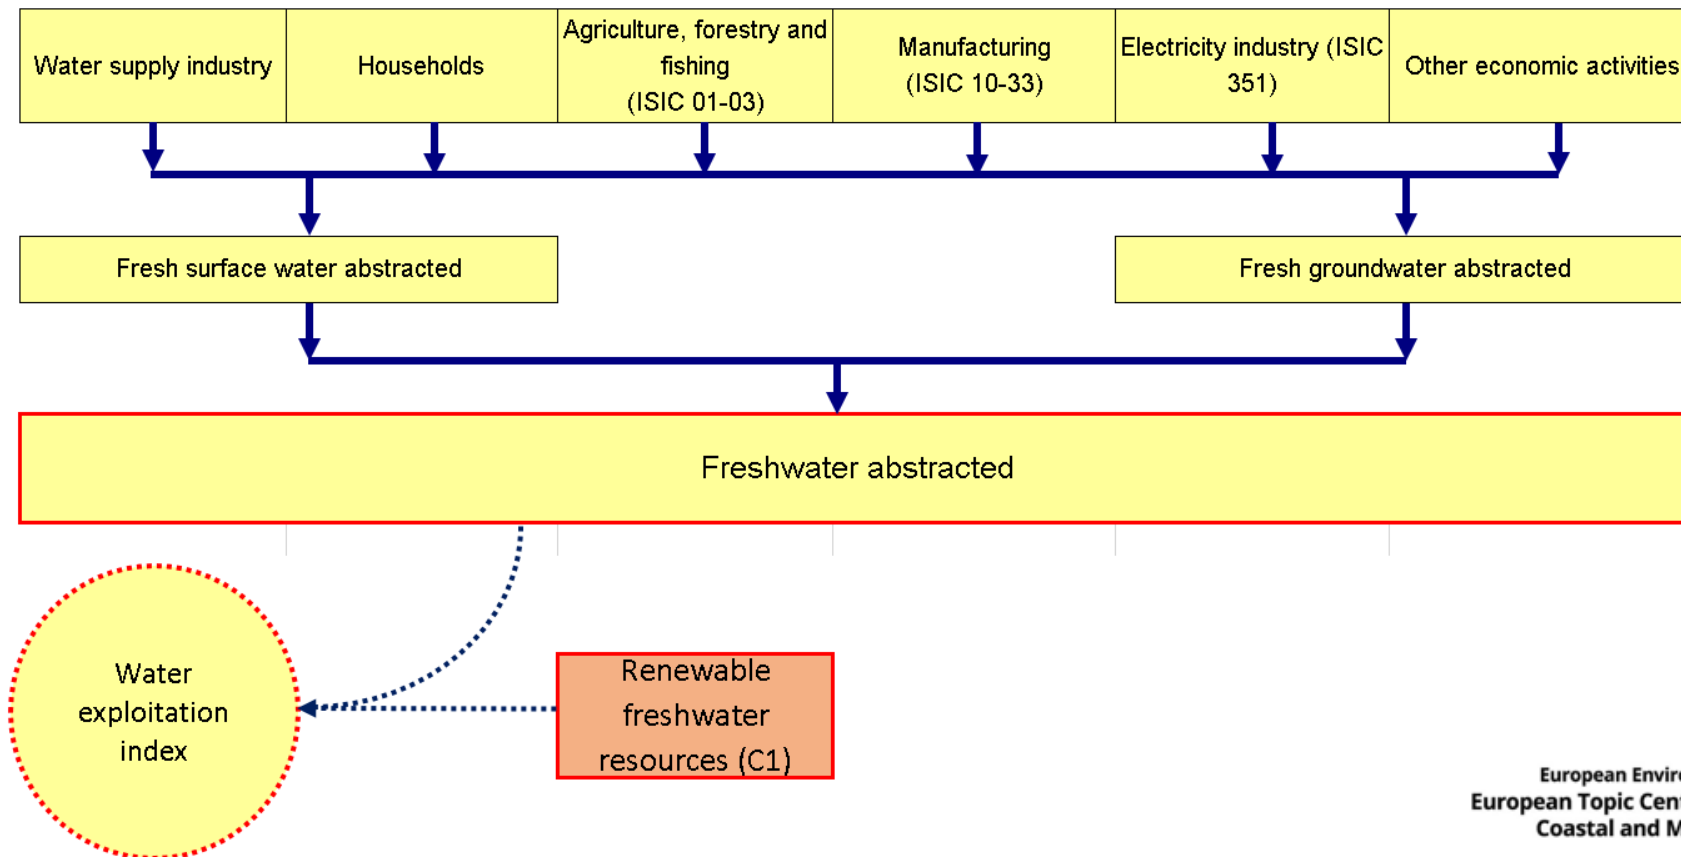 Water supply industry
Households
Agriculture, forestry and
fishing
(ISIC 01-03)
Manufacturing
(ISIC 10-33)
Electricity industry (ISIC
351)
Other economic activities
Fresh surface water abstracted
Fresh groundwater abstracted
Freshwater abstracted
Water
exploitation
index
Renewable
freshwater
resources (C1)
European
European Topic
Coastal and